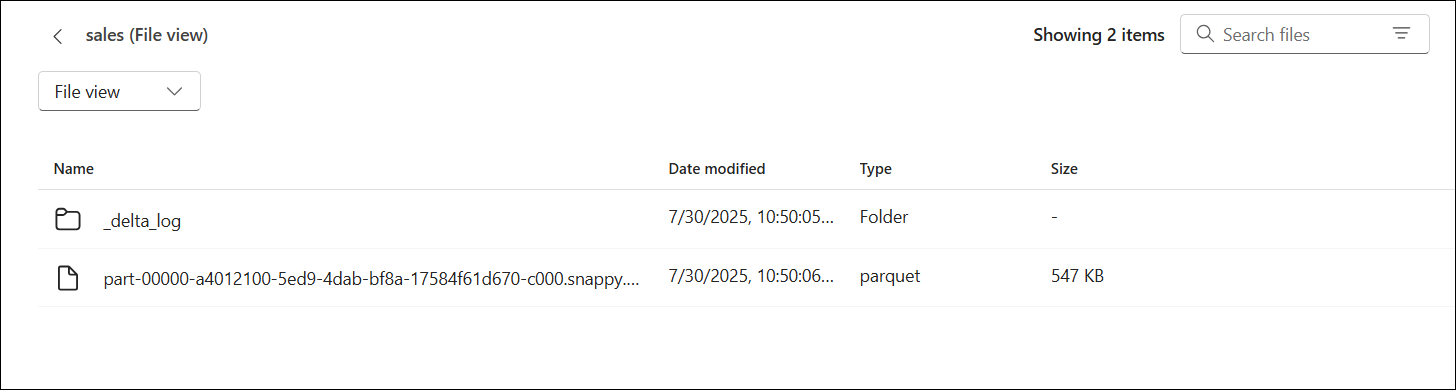 sales (File view)
Showing 2 items
Search files
File view
Name Date modified Type Size
_delta_log 7/30/2025, 10:50:05... Folder -
part-00000-a4012100-5ed9-4dab-bf8a-17584f61d670-c000.snappy.... 7/30/2025, 10:50:06... parquet 547 KB